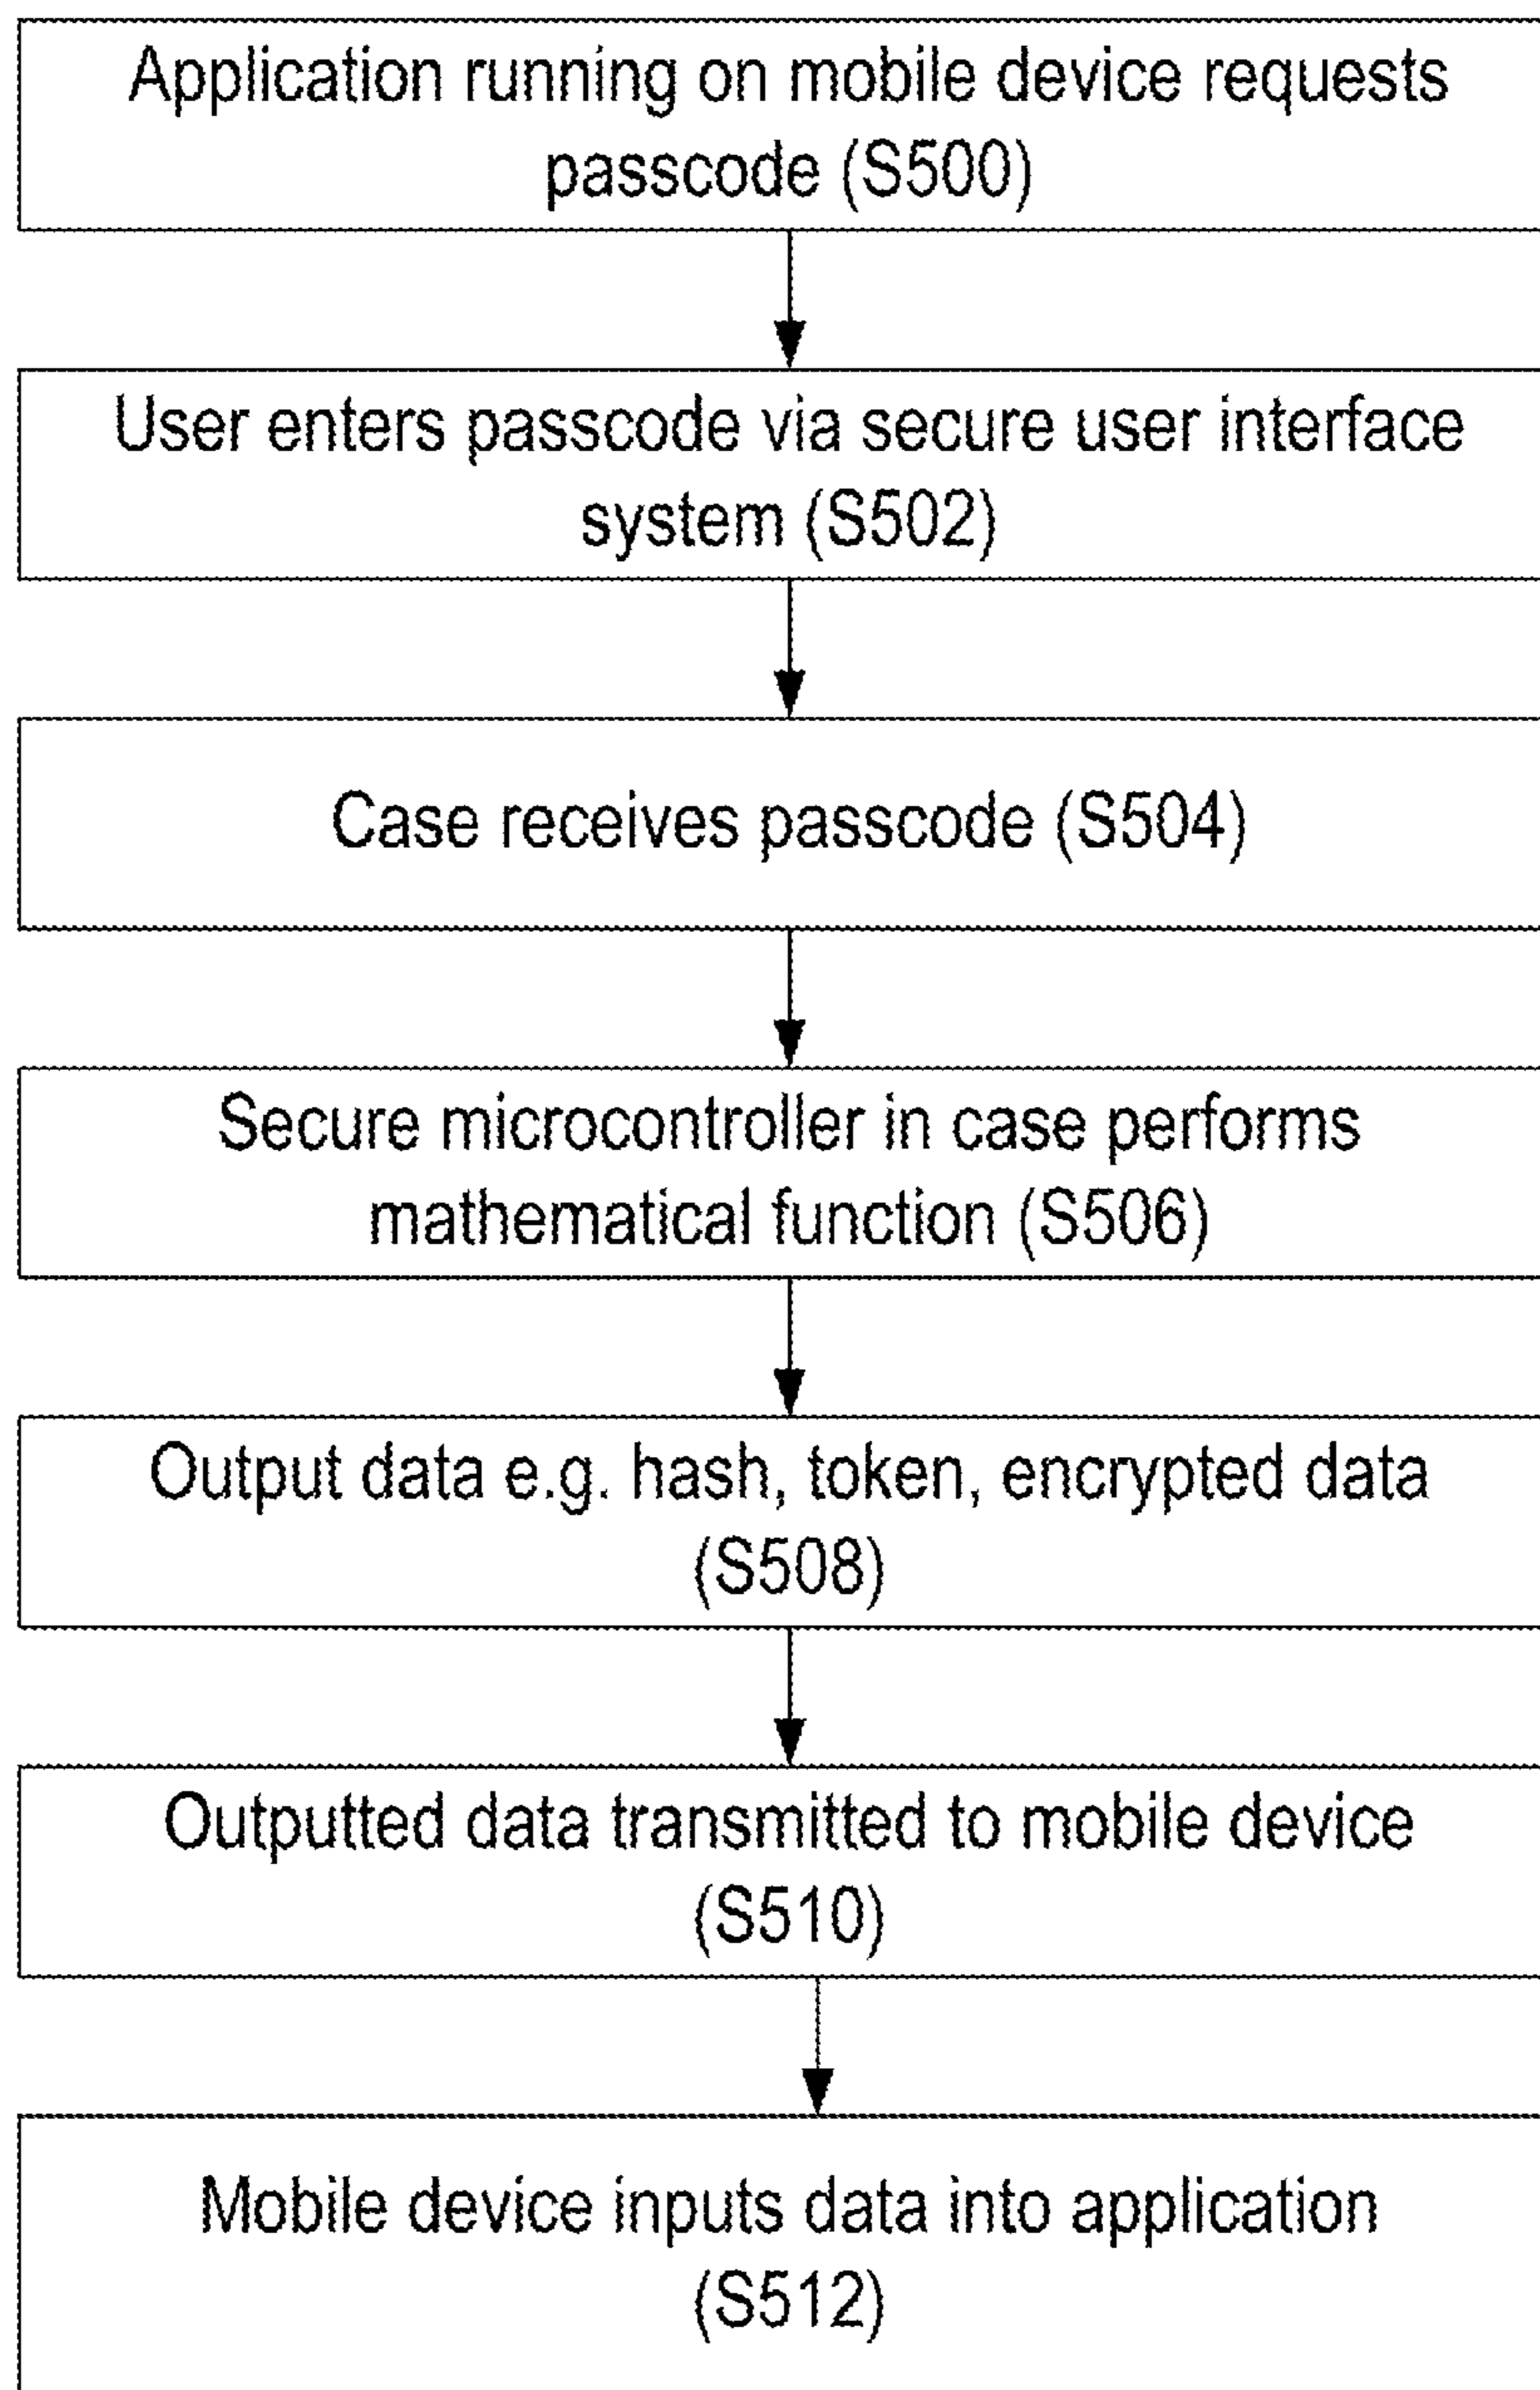 Application running on mobile device requests
passcode (S500)
User enters passcode via secure user interface
system (S502)
Case receives passcode (S504)
Secure microcontroller in case performs
mathematical function (S506)
Output data e.g. hash, token, encrypted data
(S508)
Outputted data transmitted to mobile device
(S510)
Mobile device inputs data into application
(S512)